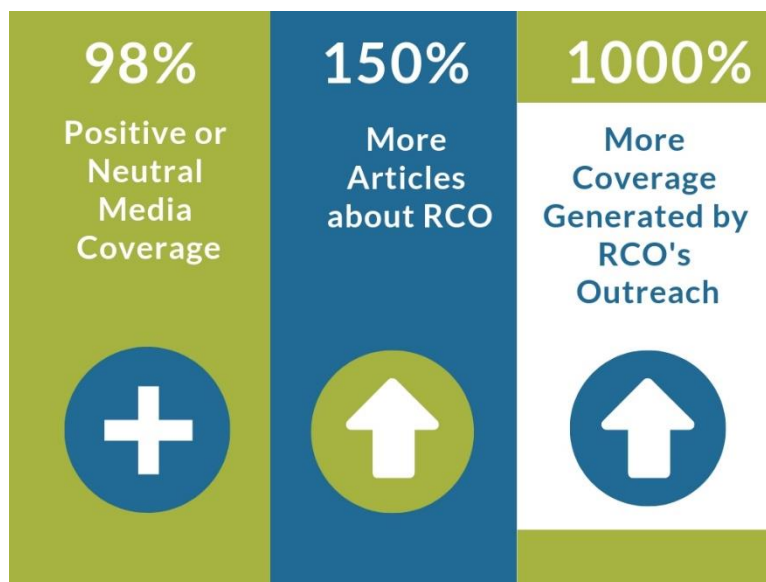 98%
Positive or
Neutral
Media
Coverage
150%
More
Articles
about RCO
1000%
More
Coverage
Generated by
RCO's
Outreach